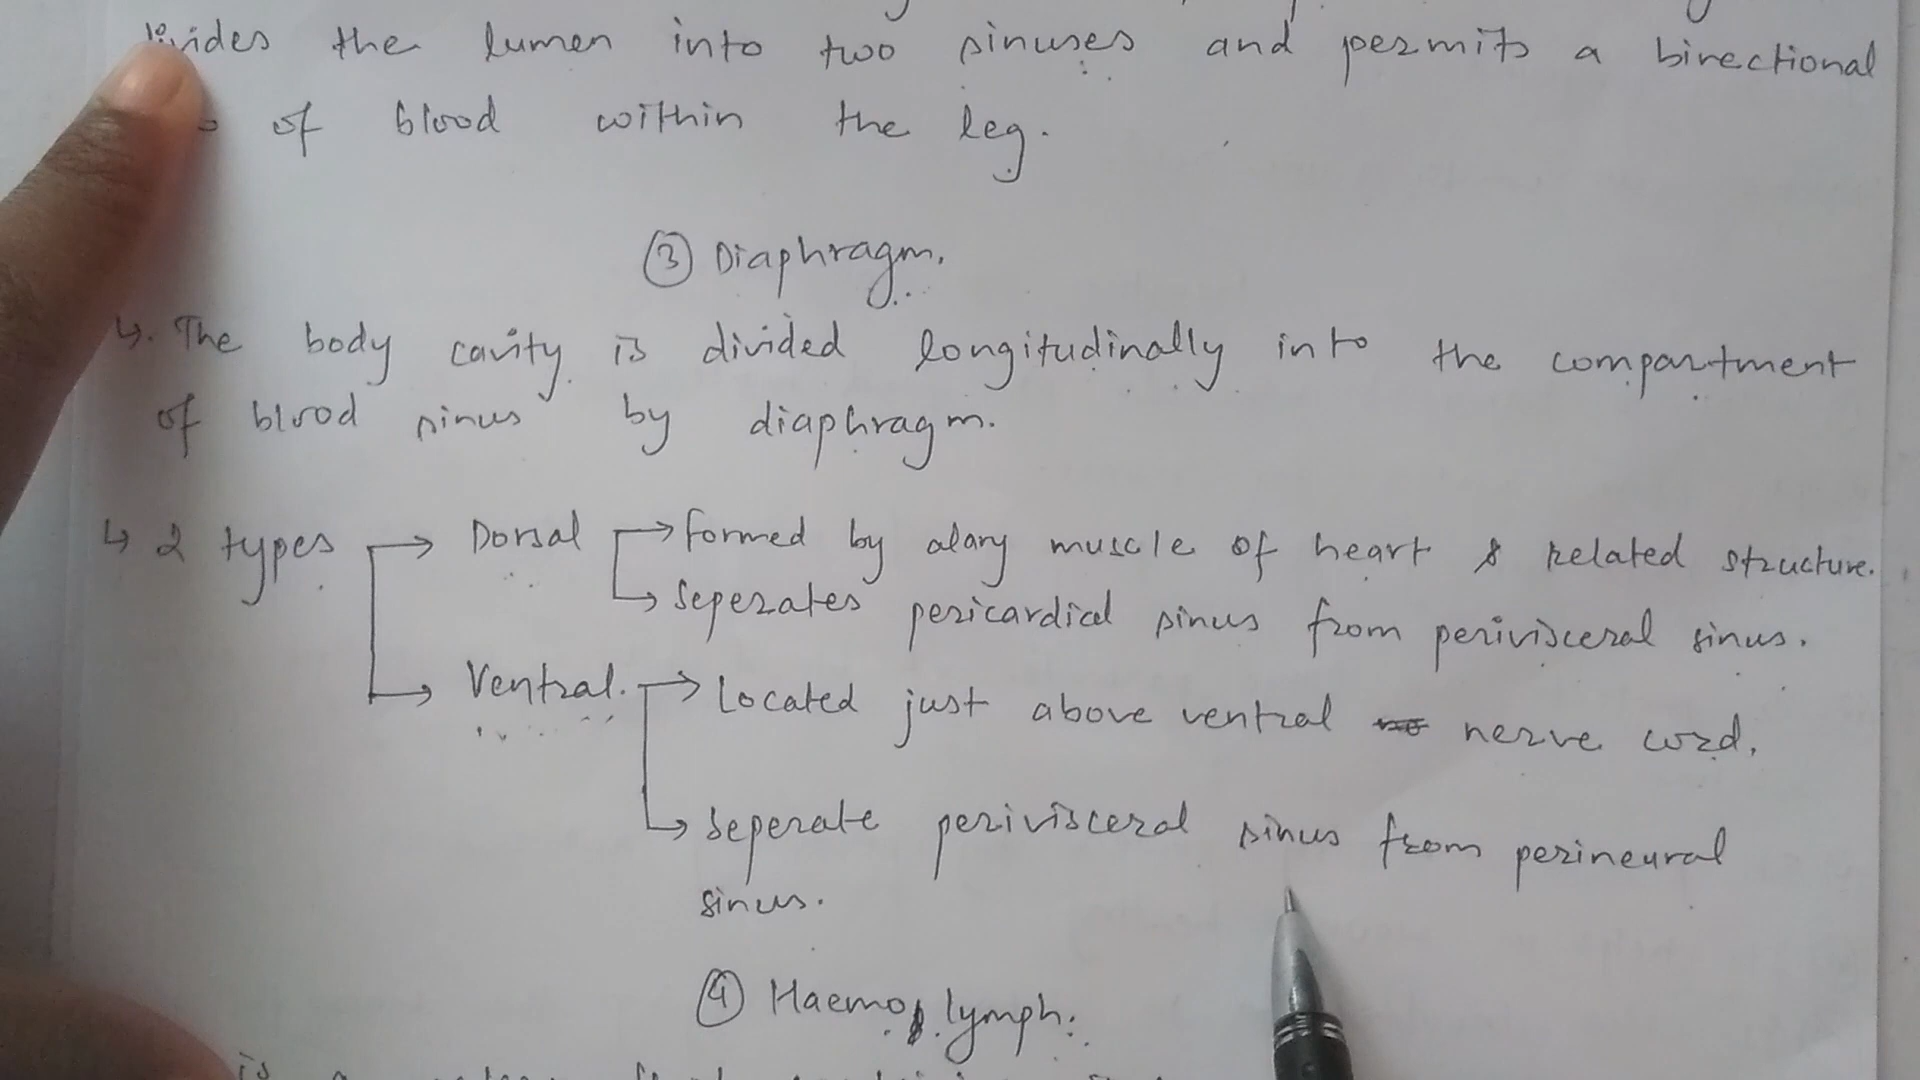 the lumen into two sinuses and permits a birectional
of blood within the leg.
③ Diaphragm.
↳. The body cavity is divided longitudinally into the compartment
of blood sinus by diaphragm.
↳ 2 types → Dorsal → formed by alary muscle of heart & related structure.
↳ Seperates pericardial sinus from perivisceral sinus.
→ Ventral. → Located just above ventral nerve cord.
↳ Seperate perivisceral sinus from perineural
sinus.
④ Haemolymph.
is a